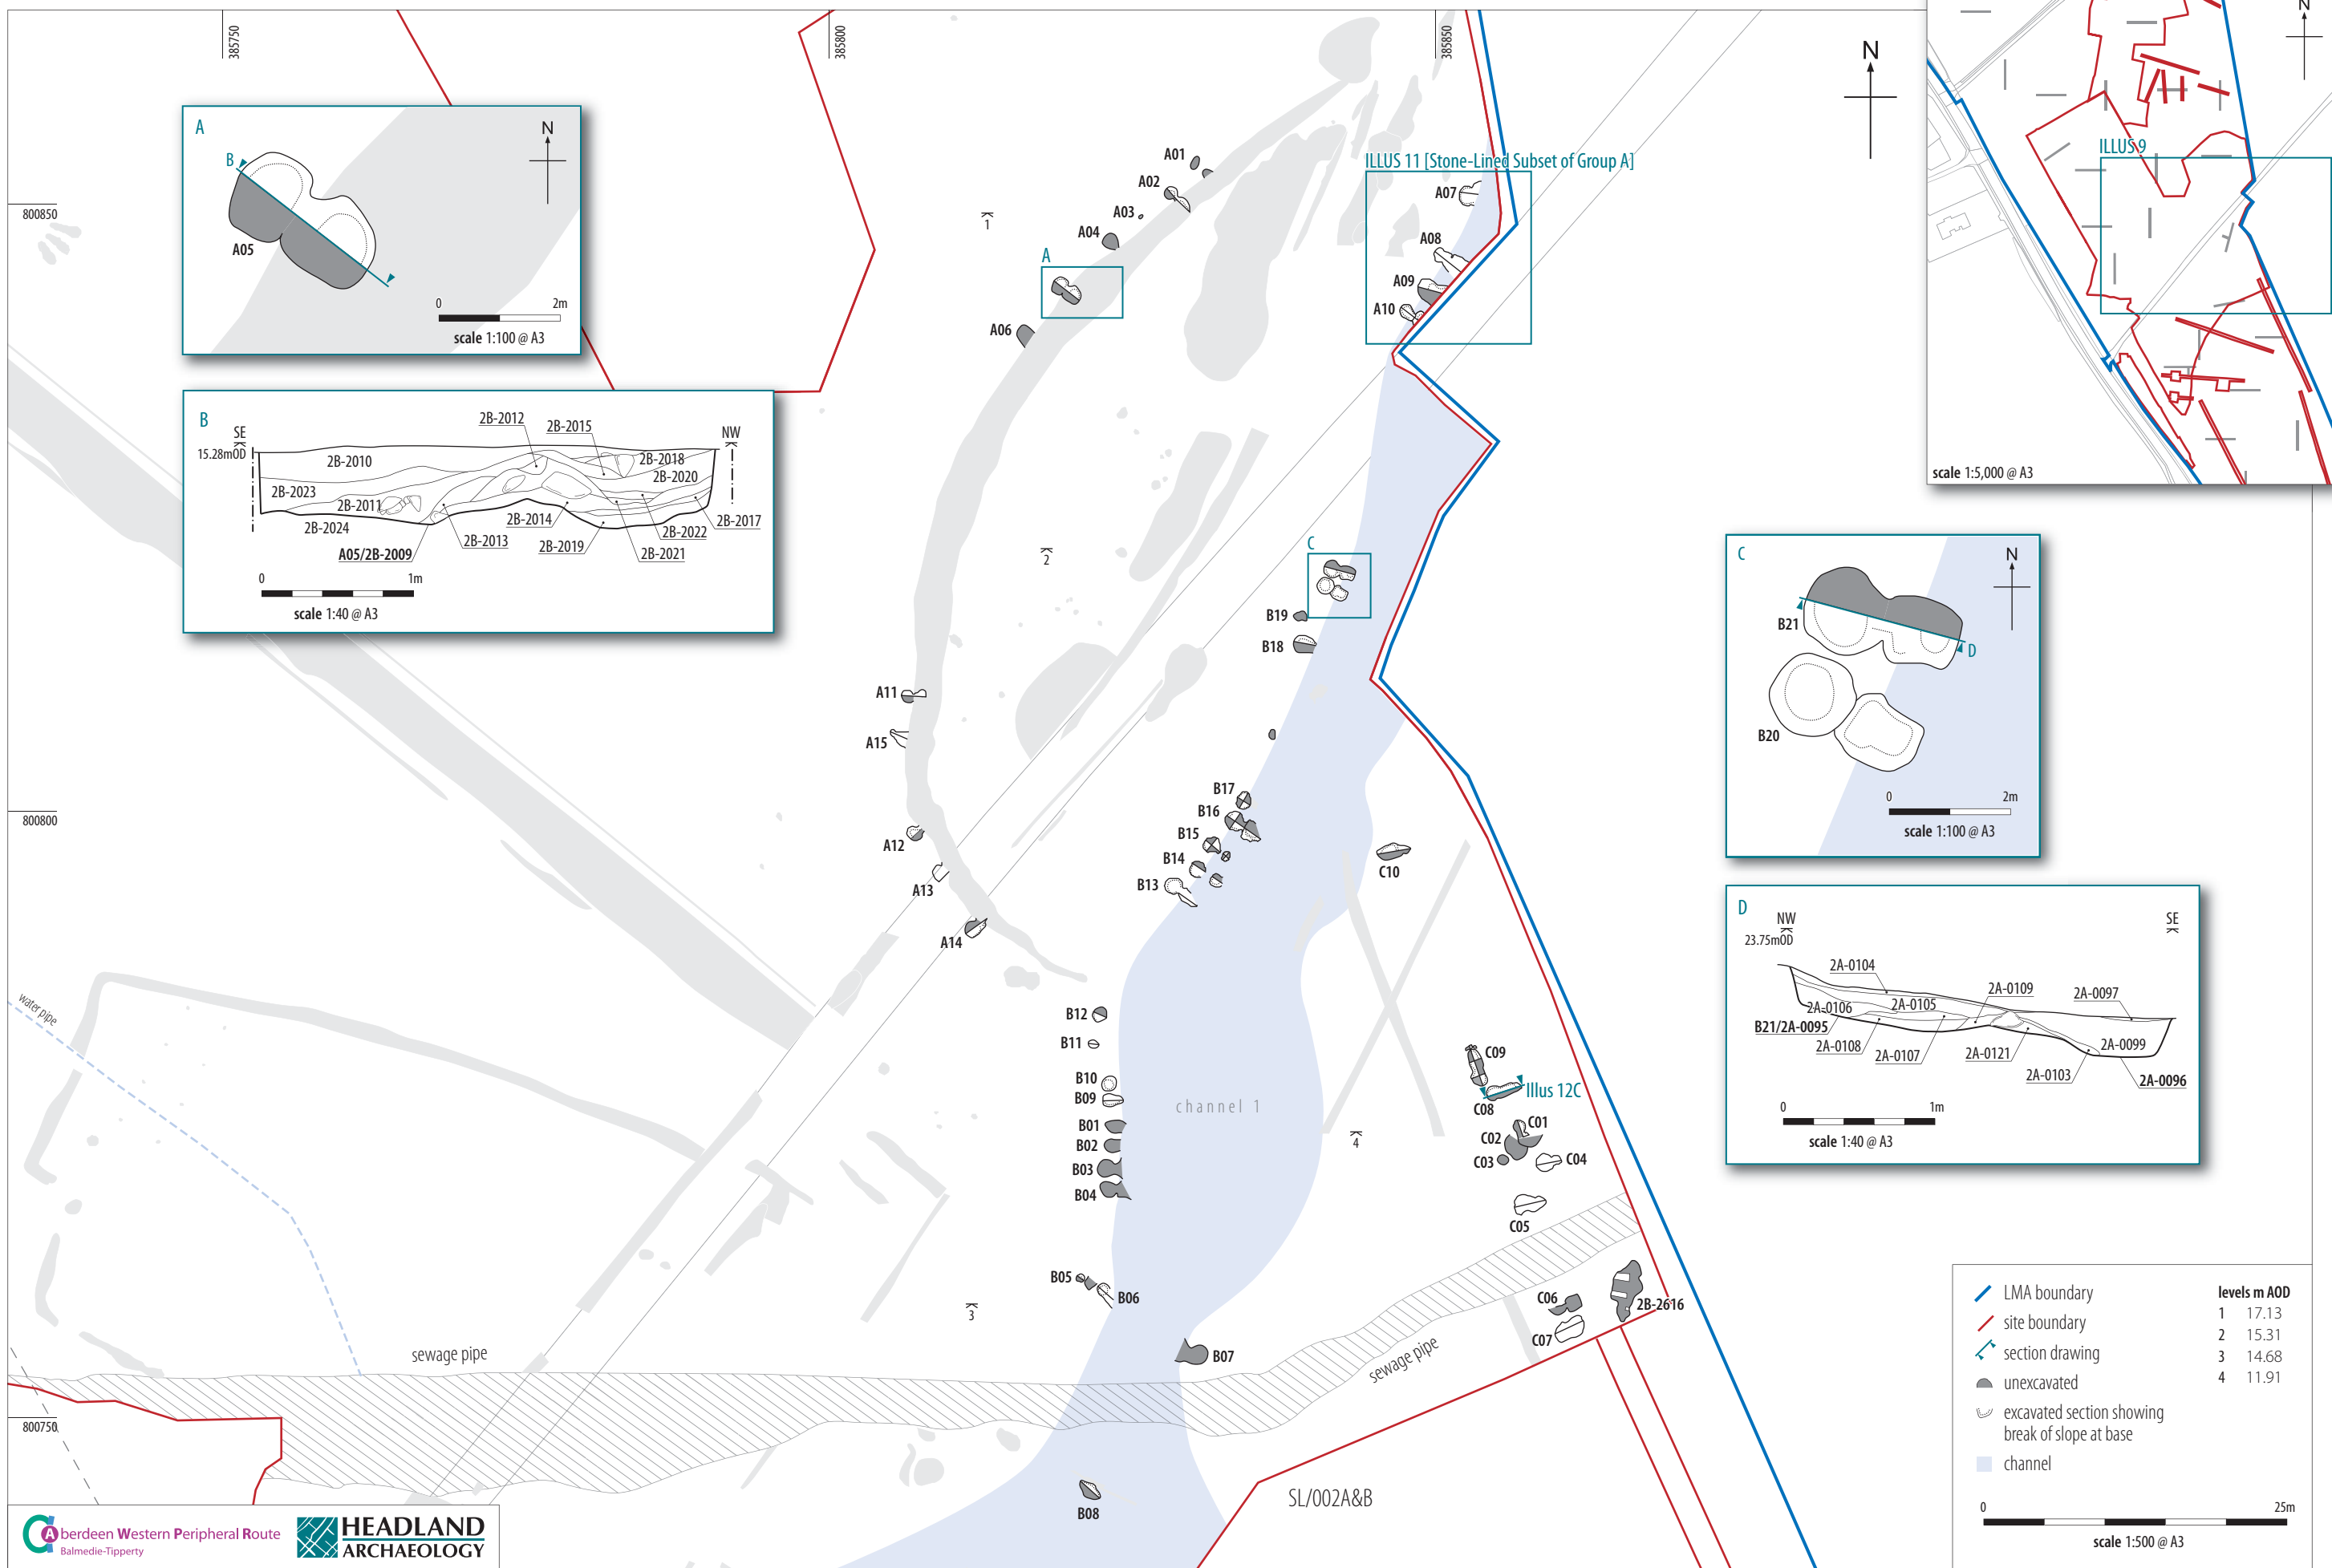 385750
385800
385850
800850
800800
800750
N
A
N
B
A05
0 2m
scale 1:100 @ A3
B
SE
NW
15.28mOD
2B-2012
2B-2015
2B-2010
2B-2018
2B-2020
2B-2023
2B-2011
2B-2024
2B-2014
2B-2017
2B-2022
A05/2B-2009
2B-2013
2B-2019
2B-2021
0 1m
scale 1:40 @ A3
A01
A02
A03
A04
A
A06
1
2
ILLUS 11 [Stone-Lined Subset of Group A]
A07
A08
A09
A10
C
B19
B18
A11
A15
A12
A13
A14
B17
B16
B15
B14
B13
C10
B12
B11
B10
B09
B01
B02
B03
B04
channel 1
4
C09
Illus 12C
C08
C01
C02
C03
C04
C05
B05
B06
3
B07
C06
C07
2B-2616
B08
water pipe
sewage pipe
sewage pipe
SL/002A&B
N
ILLUS 9
scale 1:5,000 @ A3
C
N
B21
D
B20
0 2m
scale 1:100 @ A3
D
NW
SE
23.75mOD
2A-0104
2A-0109
2A-0097
2A-0106
2A-0105
B21/2A-0095
2A-0108
2A-0107
2A-0121
2A-0099
2A-0103
2A-0096
0 1m
scale 1:40 @ A3
LMA boundary
site boundary
section drawing
unexcavated
excavated section showing
break of slope at base
channel
levels m AOD
1 17.13
2 15.31
3 14.68
4 11.91
0 25m
scale 1:500 @ A3
Aberdeen Western Peripheral Route
Balmedie-Tipperty
HEADLAND
ARCHAEOLOGY